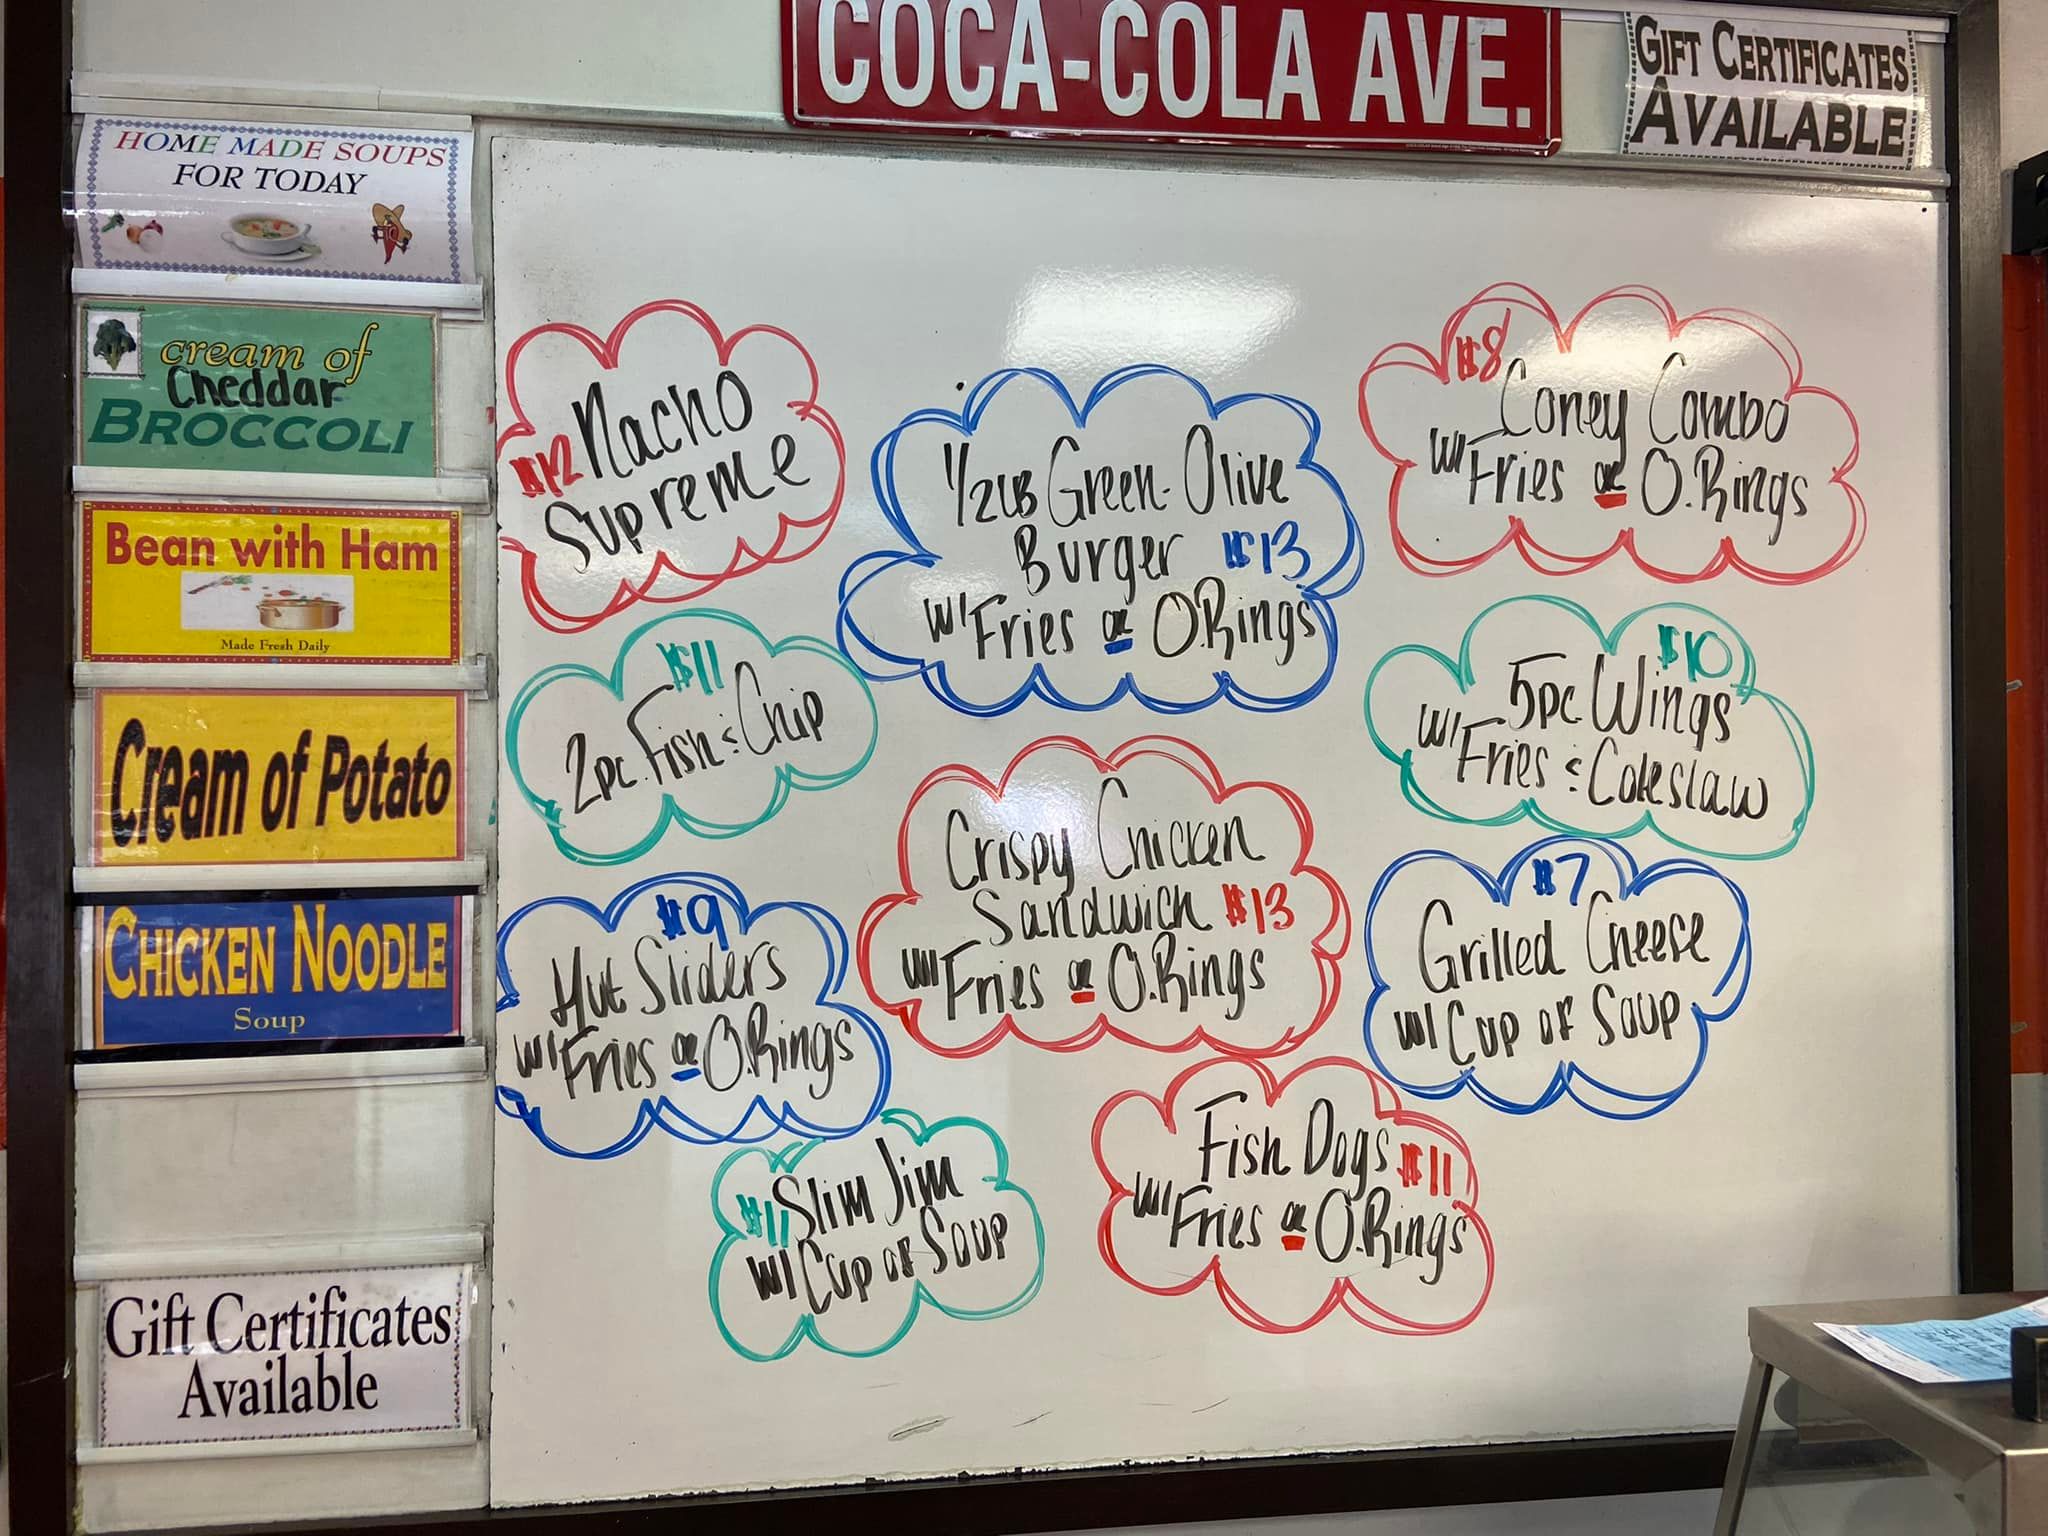 COCA-COLA AVE.
GIFT CERTIFICATES
AVAILABLE
HOME MADE SOUPS
FOR TODAY
cream of
Cheddar
BROCCOLI
Bean with Ham
Made Fresh Daily
Cream of Potato
CHICKEN NOODLE
Soup
Gift Certificates
Available
$12 Nacho
Supreme
1/2 LB Green Olive
Burger $13
w/ Fries or O.Rings
$8
Coney Combo
w/ Fries or O.Rings
$11
2pc. Fish & Chip
$10
5pc. Wings
w/ Fries & Coleslaw
Crispy Chicken
Sandwich $13
w/ Fries or O.Rings
$9
Hut Sliders
w/ Fries or O.Rings
$7
Grilled Cheese
w/ Cup of Soup
$11 Slim Jim
w/ Cup of Soup
Fish Dogs $11
w/ Fries or O.Rings